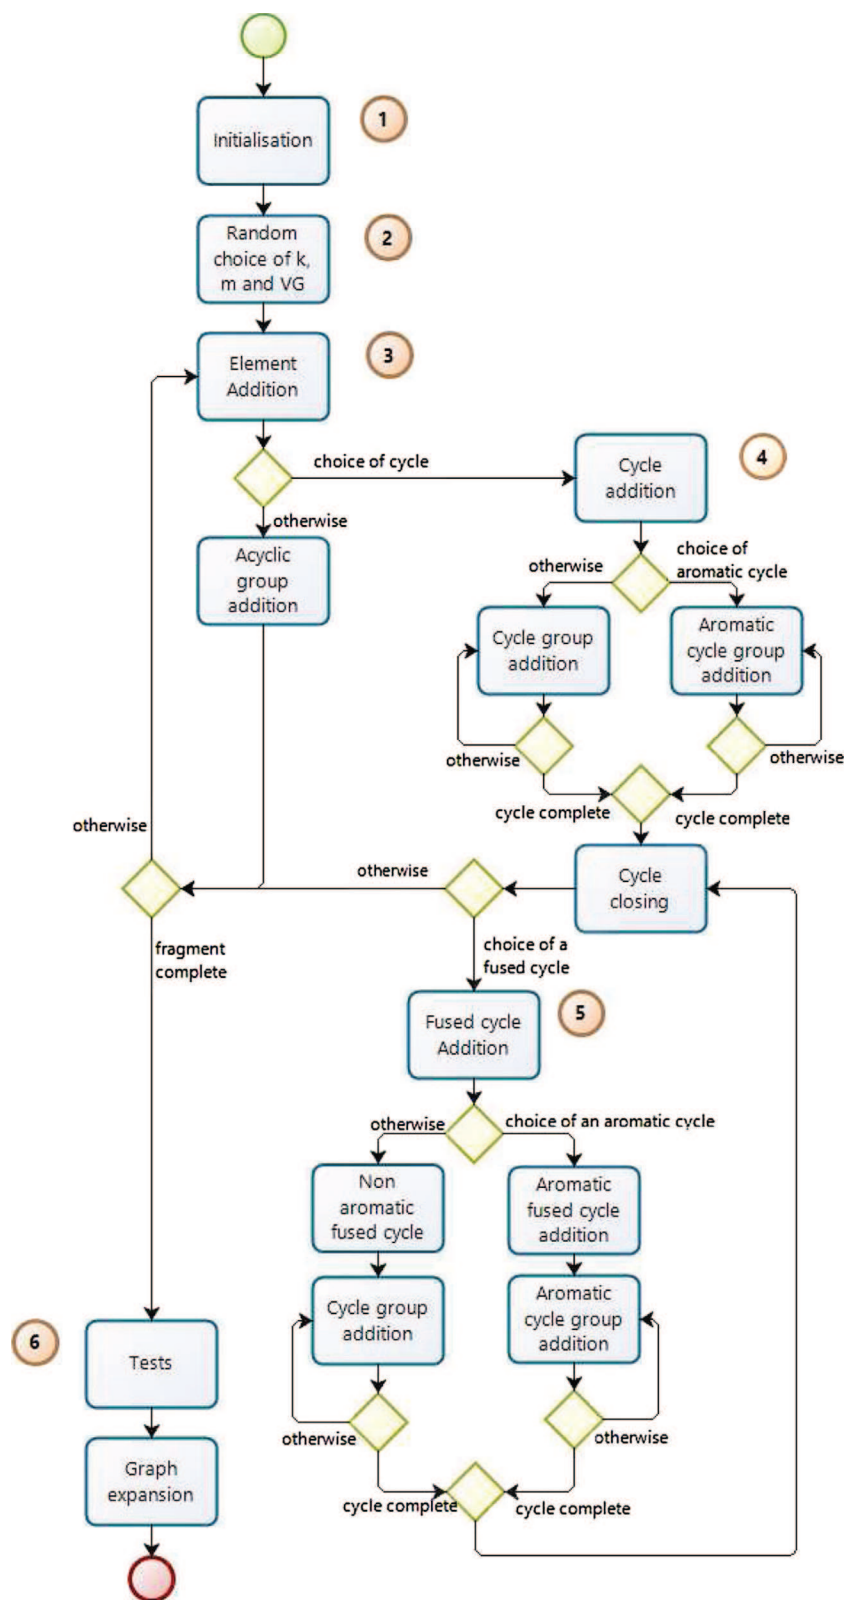 Initialisation
1
Random
choice of k,
m and VG
2
Element
Addition
3
choice of cycle
otherwise
Cycle
addition
4
Acyclic
group
addition
otherwise
choice of
aromatic cycle
Cycle group
addition
Aromatic
cycle group
addition
otherwise
otherwise
cycle complete
cycle complete
otherwise
otherwise
Cycle
closing
fragment
complete
choice of a
fused cycle
Fused cycle
Addition
5
otherwise
choice of an aromatic cycle
Non
aromatic
fused cycle
Aromatic
fused cycle
addition
Cycle group
addition
Aromatic
cycle group
addition
6
Tests
otherwise
otherwise
Graph
expansion
cycle complete
cycle complete